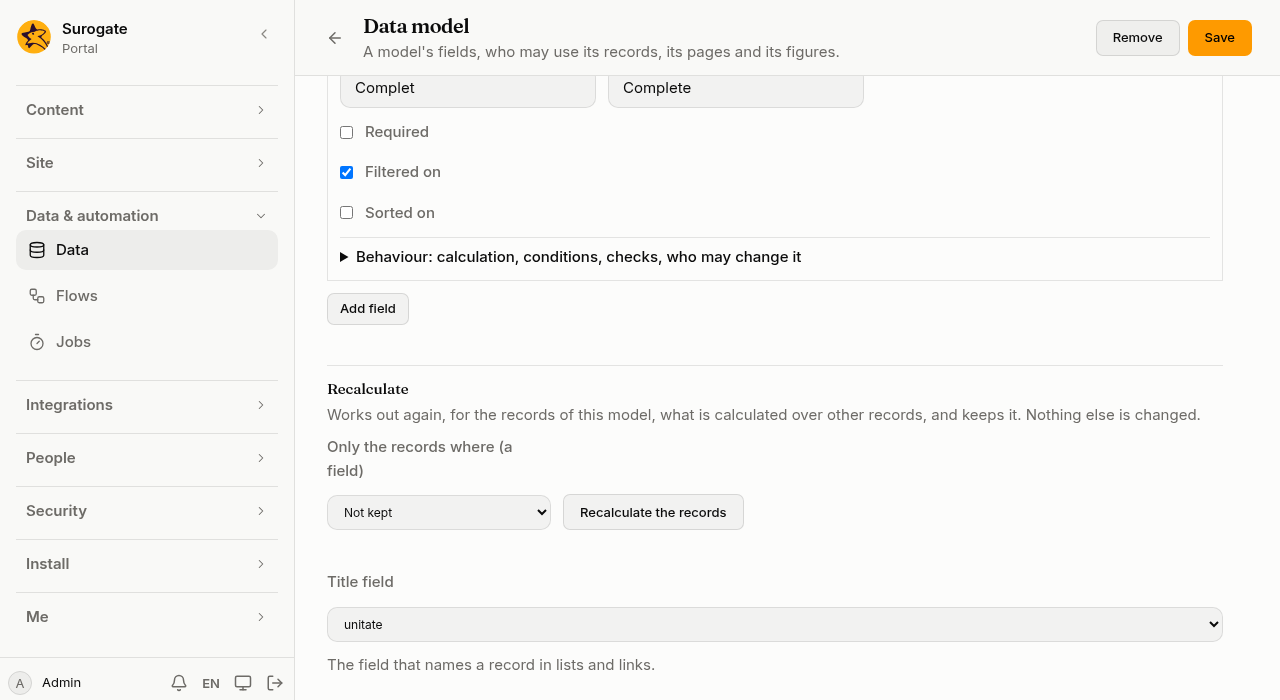 Surogate
Portal
Content
Site
Data & automation
Data
Flows
Jobs
Integrations
People
Security
Install
Me
A
Admin
EN
Data model
A model's fields, who may use its records, its pages and its figures.
Remove
Save
Complet
Complete
Required
Filtered on
Sorted on
Behaviour: calculation, conditions, checks, who may change it
Add field
Recalculate
Works out again, for the records of this model, what is calculated over other records, and keeps it. Nothing else is changed.
Only the records where (a
field)
Not kept
Recalculate the records
Title field
unitate
The field that names a record in lists and links.